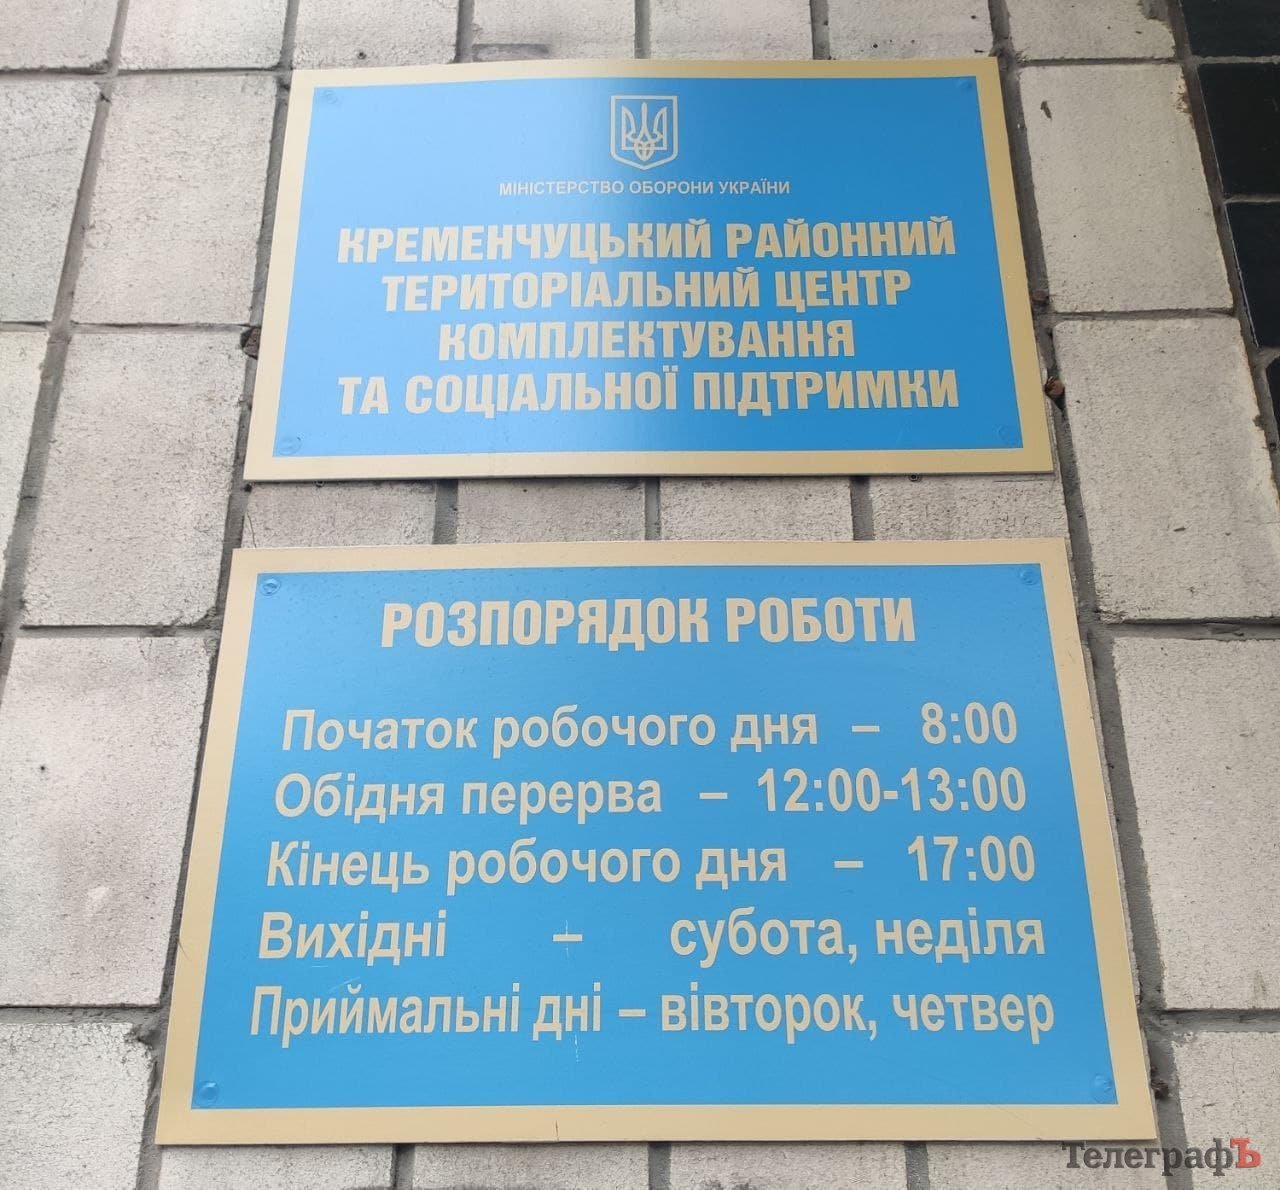 МІНІСТЕРСТВО ОБОРОНИ УКРАЇНИ
КРЕМЕНЧУЦЬКИЙ РАЙОННИЙ
ТЕРИТОРІАЛЬНИЙ ЦЕНТР
КОМПЛЕКТУВАННЯ
ТА СОЦІАЛЬНОЇ ПІДТРИМКИ
РОЗПОРЯДОК РОБОТИ
Початок робочого дня – 8:00
Обідня перерва – 12:00-13:00
Кінець робочого дня – 17:00
Вихідні – субота, неділя
Приймальні дні – вівторок, четвер
ТелеграфЪ